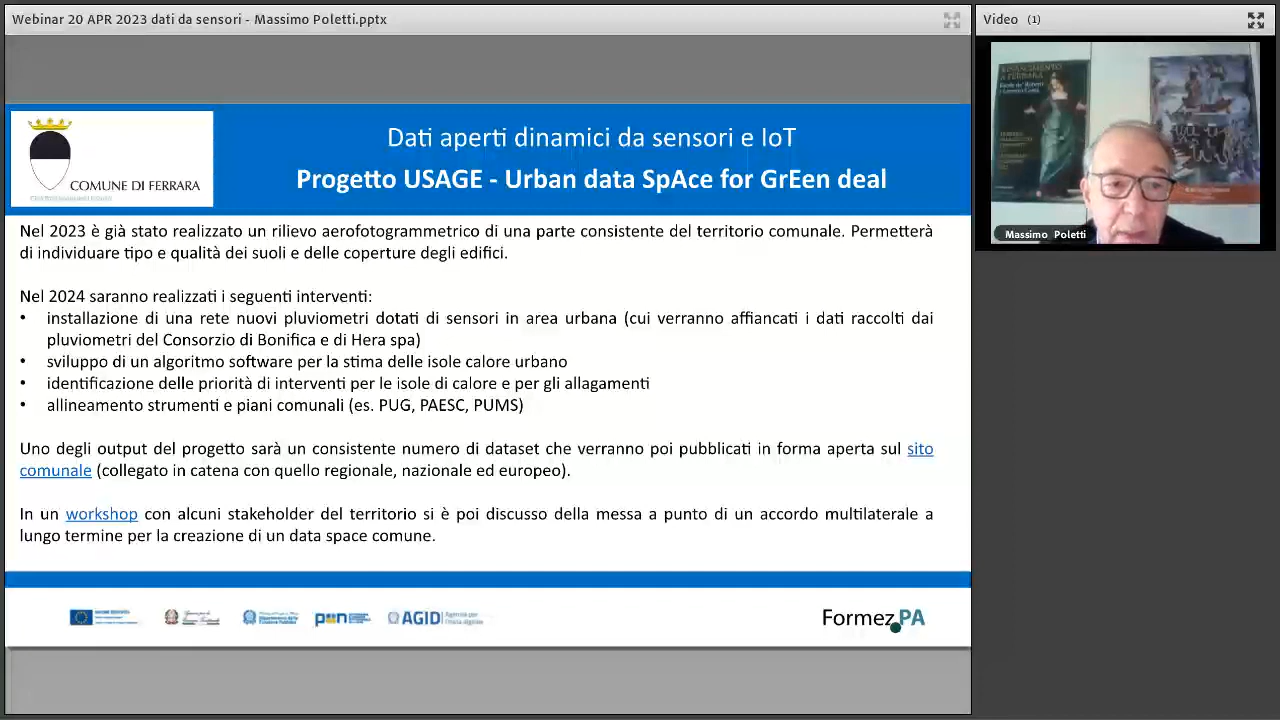 Webinar 20 APR 2023 dati da sensori - Massimo Poletti.pptx
Video (1)
COMUNE DI FERRARA
Dati aperti dinamici da sensori e IoT
Progetto USAGE - Urban data SpAce for GrEen deal
Massimo Poletti
Nel 2023 è già stato realizzato un rilievo aerofotogrammetrico di una parte consistente del territorio comunale. Permetterà
di individuare tipo e qualità dei suoli e delle coperture degli edifici.
Nel 2024 saranno realizzati i seguenti interventi:
• installazione di una rete nuovi pluviometri dotati di sensori in area urbana (cui verranno affiancati i dati raccolti dai
pluviometri del Consorzio di Bonifica e di Hera spa)
• sviluppo di un algoritmo software per la stima delle isole calore urbano
• identificazione delle priorità di interventi per le isole di calore e per gli allagamenti
• allineamento strumenti e piani comunali (es. PUG, PAESC, PUMS)
Uno degli output del progetto sarà un consistente numero di dataset che verranno poi pubblicati in forma aperta sul sito
comunale (collegato in catena con quello regionale, nazionale ed europeo).
In un workshop con alcuni stakeholder del territorio si è poi discusso della messa a punto di un accordo multilaterale a
lungo termine per la creazione di un data space comune.
pon
AGID
Formez PA